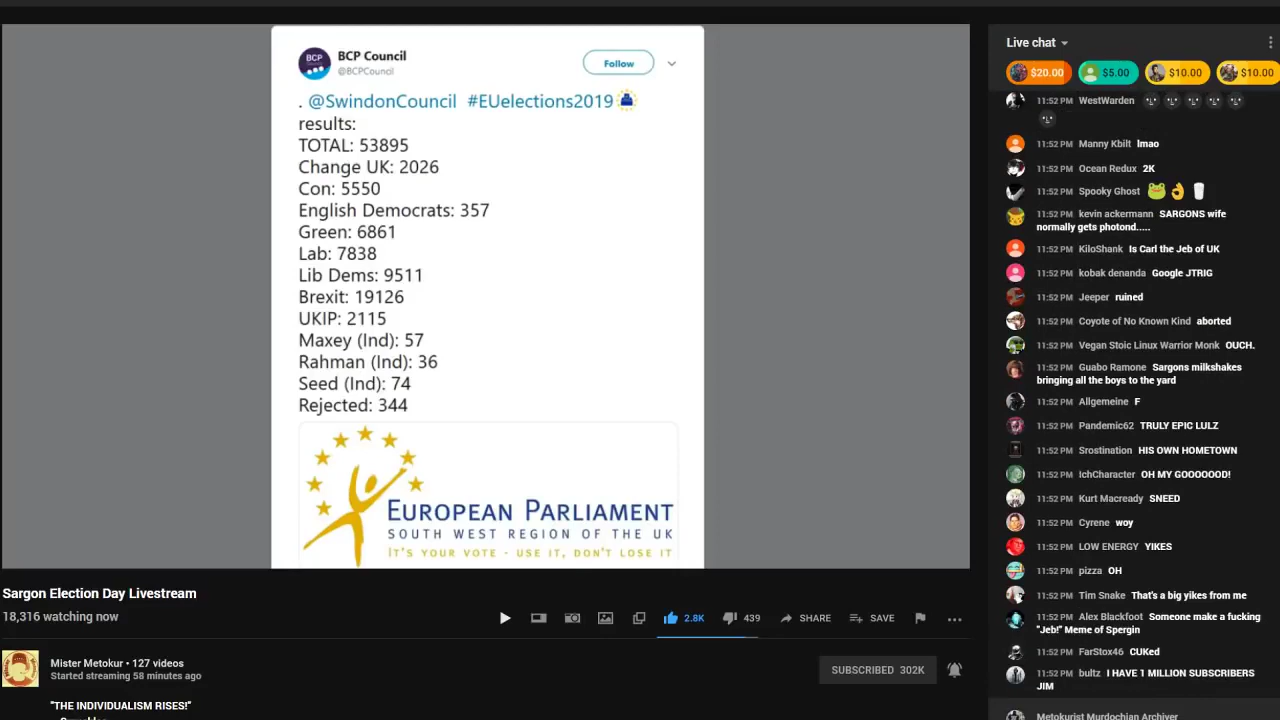 BCP Council
@BCPCouncil
Follow
. @SwindonCouncil #EUelections2019
results:
TOTAL: 53895
Change UK: 2026
Con: 5550
English Democrats: 357
Green: 6861
Lab: 7838
Lib Dems: 9511
Brexit: 19126
UKIP: 2115
Maxey (Ind): 57
Rahman (Ind): 36
Seed (Ind): 74
Rejected: 344
EUROPEAN PARLIAMENT
SOUTH WEST REGION OF THE UK
IT'S YOUR VOTE - USE IT, DON'T LOSE IT
Sargon Election Day Livestream
18,316 watching now
2.8K 439 SHARE SAVE
Mister Metokur • 127 videos
Started streaming 58 minutes ago
SUBSCRIBED 302K
"THE INDIVIDUALISM RISES!"
Live chat
$20.00 $5.00 $10.00 $10.00
11:52 PM WestWarden
11:52 PM Manny Kbilt lmao
11:52 PM Ocean Redux 2K
11:52 PM Spooky Ghost
11:52 PM kevin ackermann SARGONS wife
normally gets photond.....
11:52 PM KiloShank Is Carl the Jeb of UK
11:52 PM kobak denanda Google JTRIG
11:52 PM Jeeper ruined
11:52 PM Coyote of No Known Kind aborted
11:52 PM Vegan Stoic Linux Warrior Monk OUCH.
11:52 PM Guabo Ramone Sargons milkshakes
bringing all the boys to the yard
11:52 PM Allgemeine F
11:52 PM Pandemic62 TRULY EPIC LULZ
11:52 PM Srostination HIS OWN HOMETOWN
11:52 PM IchCharacter OH MY GOOOOOOD!
11:52 PM Kurt Macready SNEED
11:52 PM Cyrene woy
11:52 PM LOW ENERGY YIKES
11:52 PM pizza OH
11:52 PM Tim Snake That's a big yikes from me
11:52 PM Alex Blackfoot Someone make a fucking
"Jeb!" Meme of Spergin
11:52 PM FarStox46 CUKed
11:52 PM bultz I HAVE 1 MILLION SUBSCRIBERS
JIM
Metokurist Murdochian Archiver